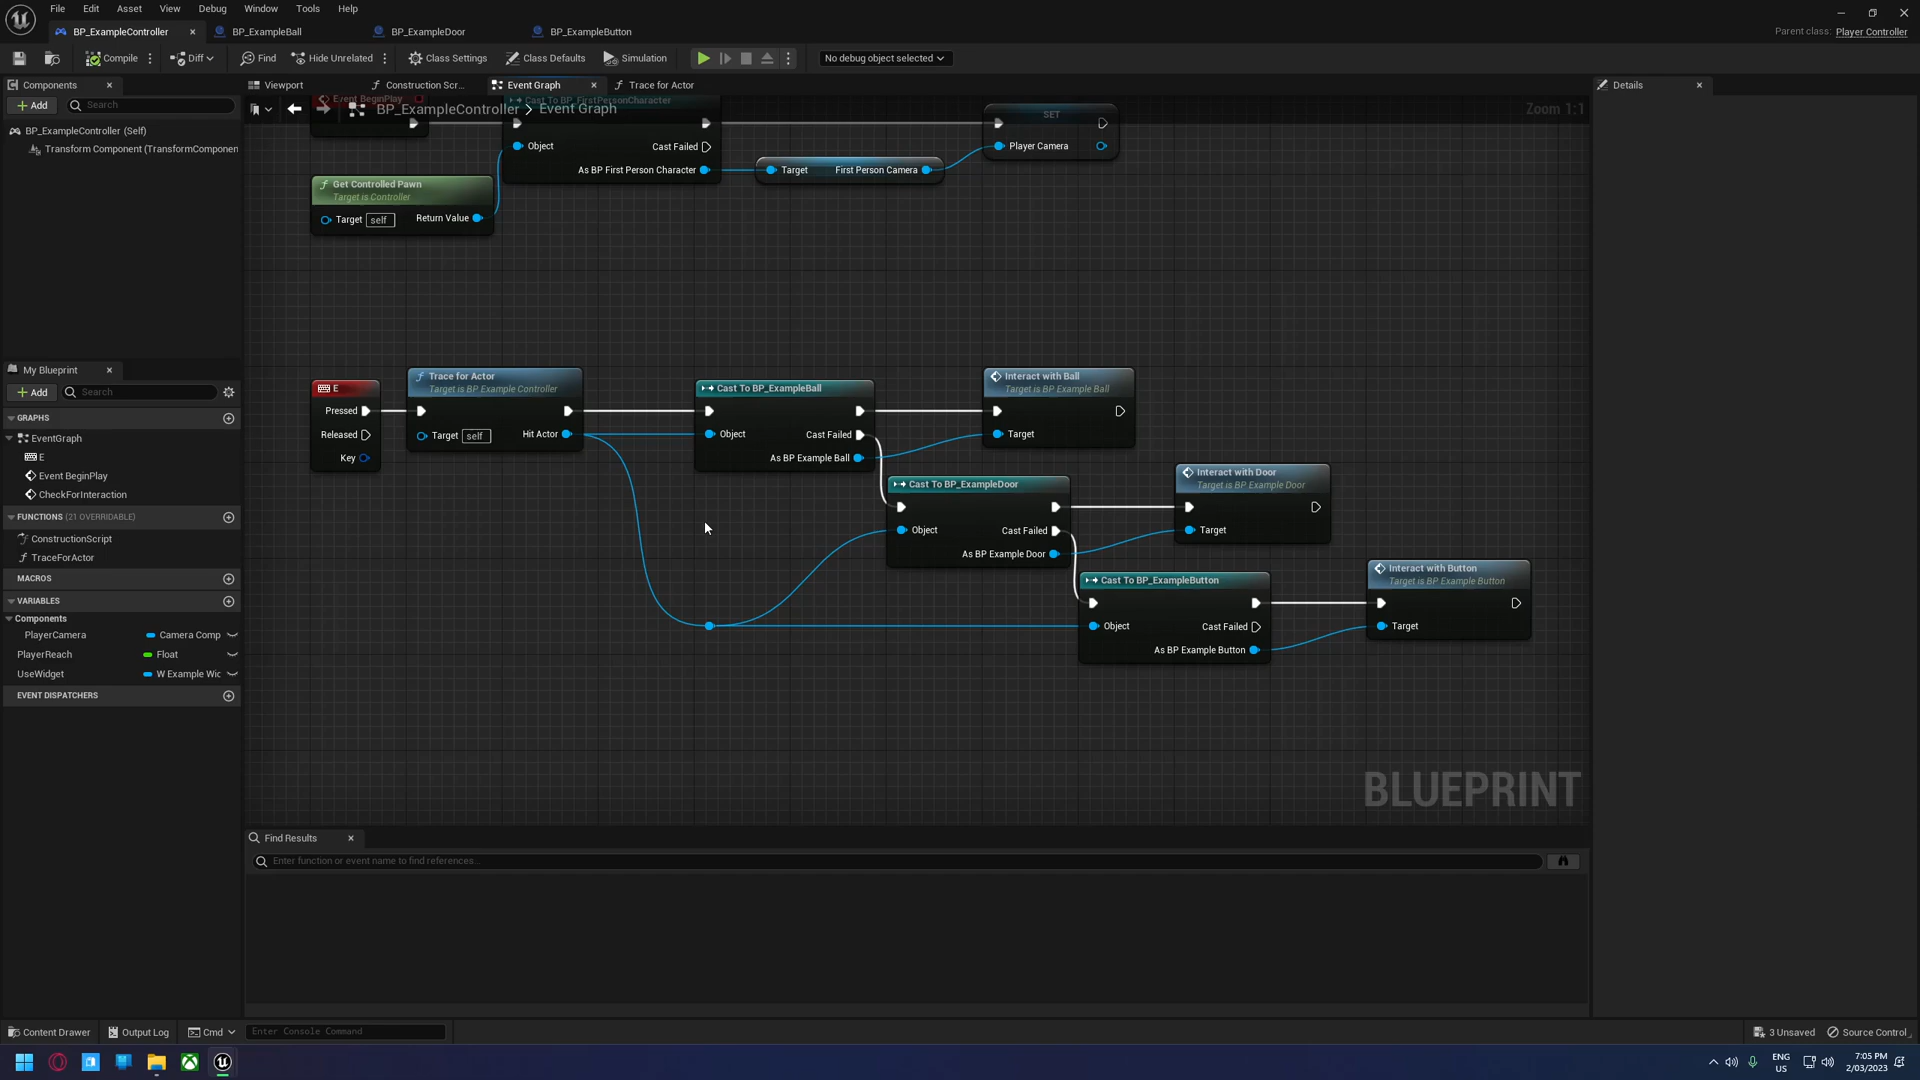 File Edit Asset View Debug Window Tools Help
BP_ExampleController BP_ExampleBall BP_ExampleDoor BP_ExampleButton
Parent class: Player Controller
Compile Diff Find Hide Unrelated Class Settings Class Defaults Simulation No debug object selected
Components
Add Search
BP_ExampleController (Self)
Transform Component (TransformComponen
Viewport Construction Scr... Event Graph Trace for Actor
BP_ExampleController > Event Graph
Zoom 1:1
Details
Event BeginPlay
Cast To BP_FirstPersonCharacter
Object Cast Failed
As BP First Person Character
Target First Person Camera
SET
Player Camera
Get Controlled Pawn
Target is Controller
Target self Return Value
My Blueprint
Add Search
GRAPHS
EventGraph
E
Event BeginPlay
CheckForInteraction
FUNCTIONS (21 OVERRIDABLE)
ConstructionScript
TraceForActor
MACROS
VARIABLES
Components
PlayerCamera Camera Comp
PlayerReach Float
UseWidget W Example Wic
EVENT DISPATCHERS
E
Pressed
Released
Key
Trace for Actor
Target is BP Example Controller
Target self Hit Actor
Cast To BP_ExampleBall
Object Cast Failed
As BP Example Ball
Interact with Ball
Target is BP Example Ball
Target
Cast To BP_ExampleDoor
Object Cast Failed
As BP Example Door
Interact with Door
Target is BP Example Door
Target
Cast To BP_ExampleButton
Object Cast Failed
As BP Example Button
Interact with Button
Target is BP Example Button
Target
BLUEPRINT
Find Results
Enter function or event name to find references...
Content Drawer Output Log Cmd Enter Console Command
3 Unsaved Source Control
ENG
US
7:05 PM
2/03/2023